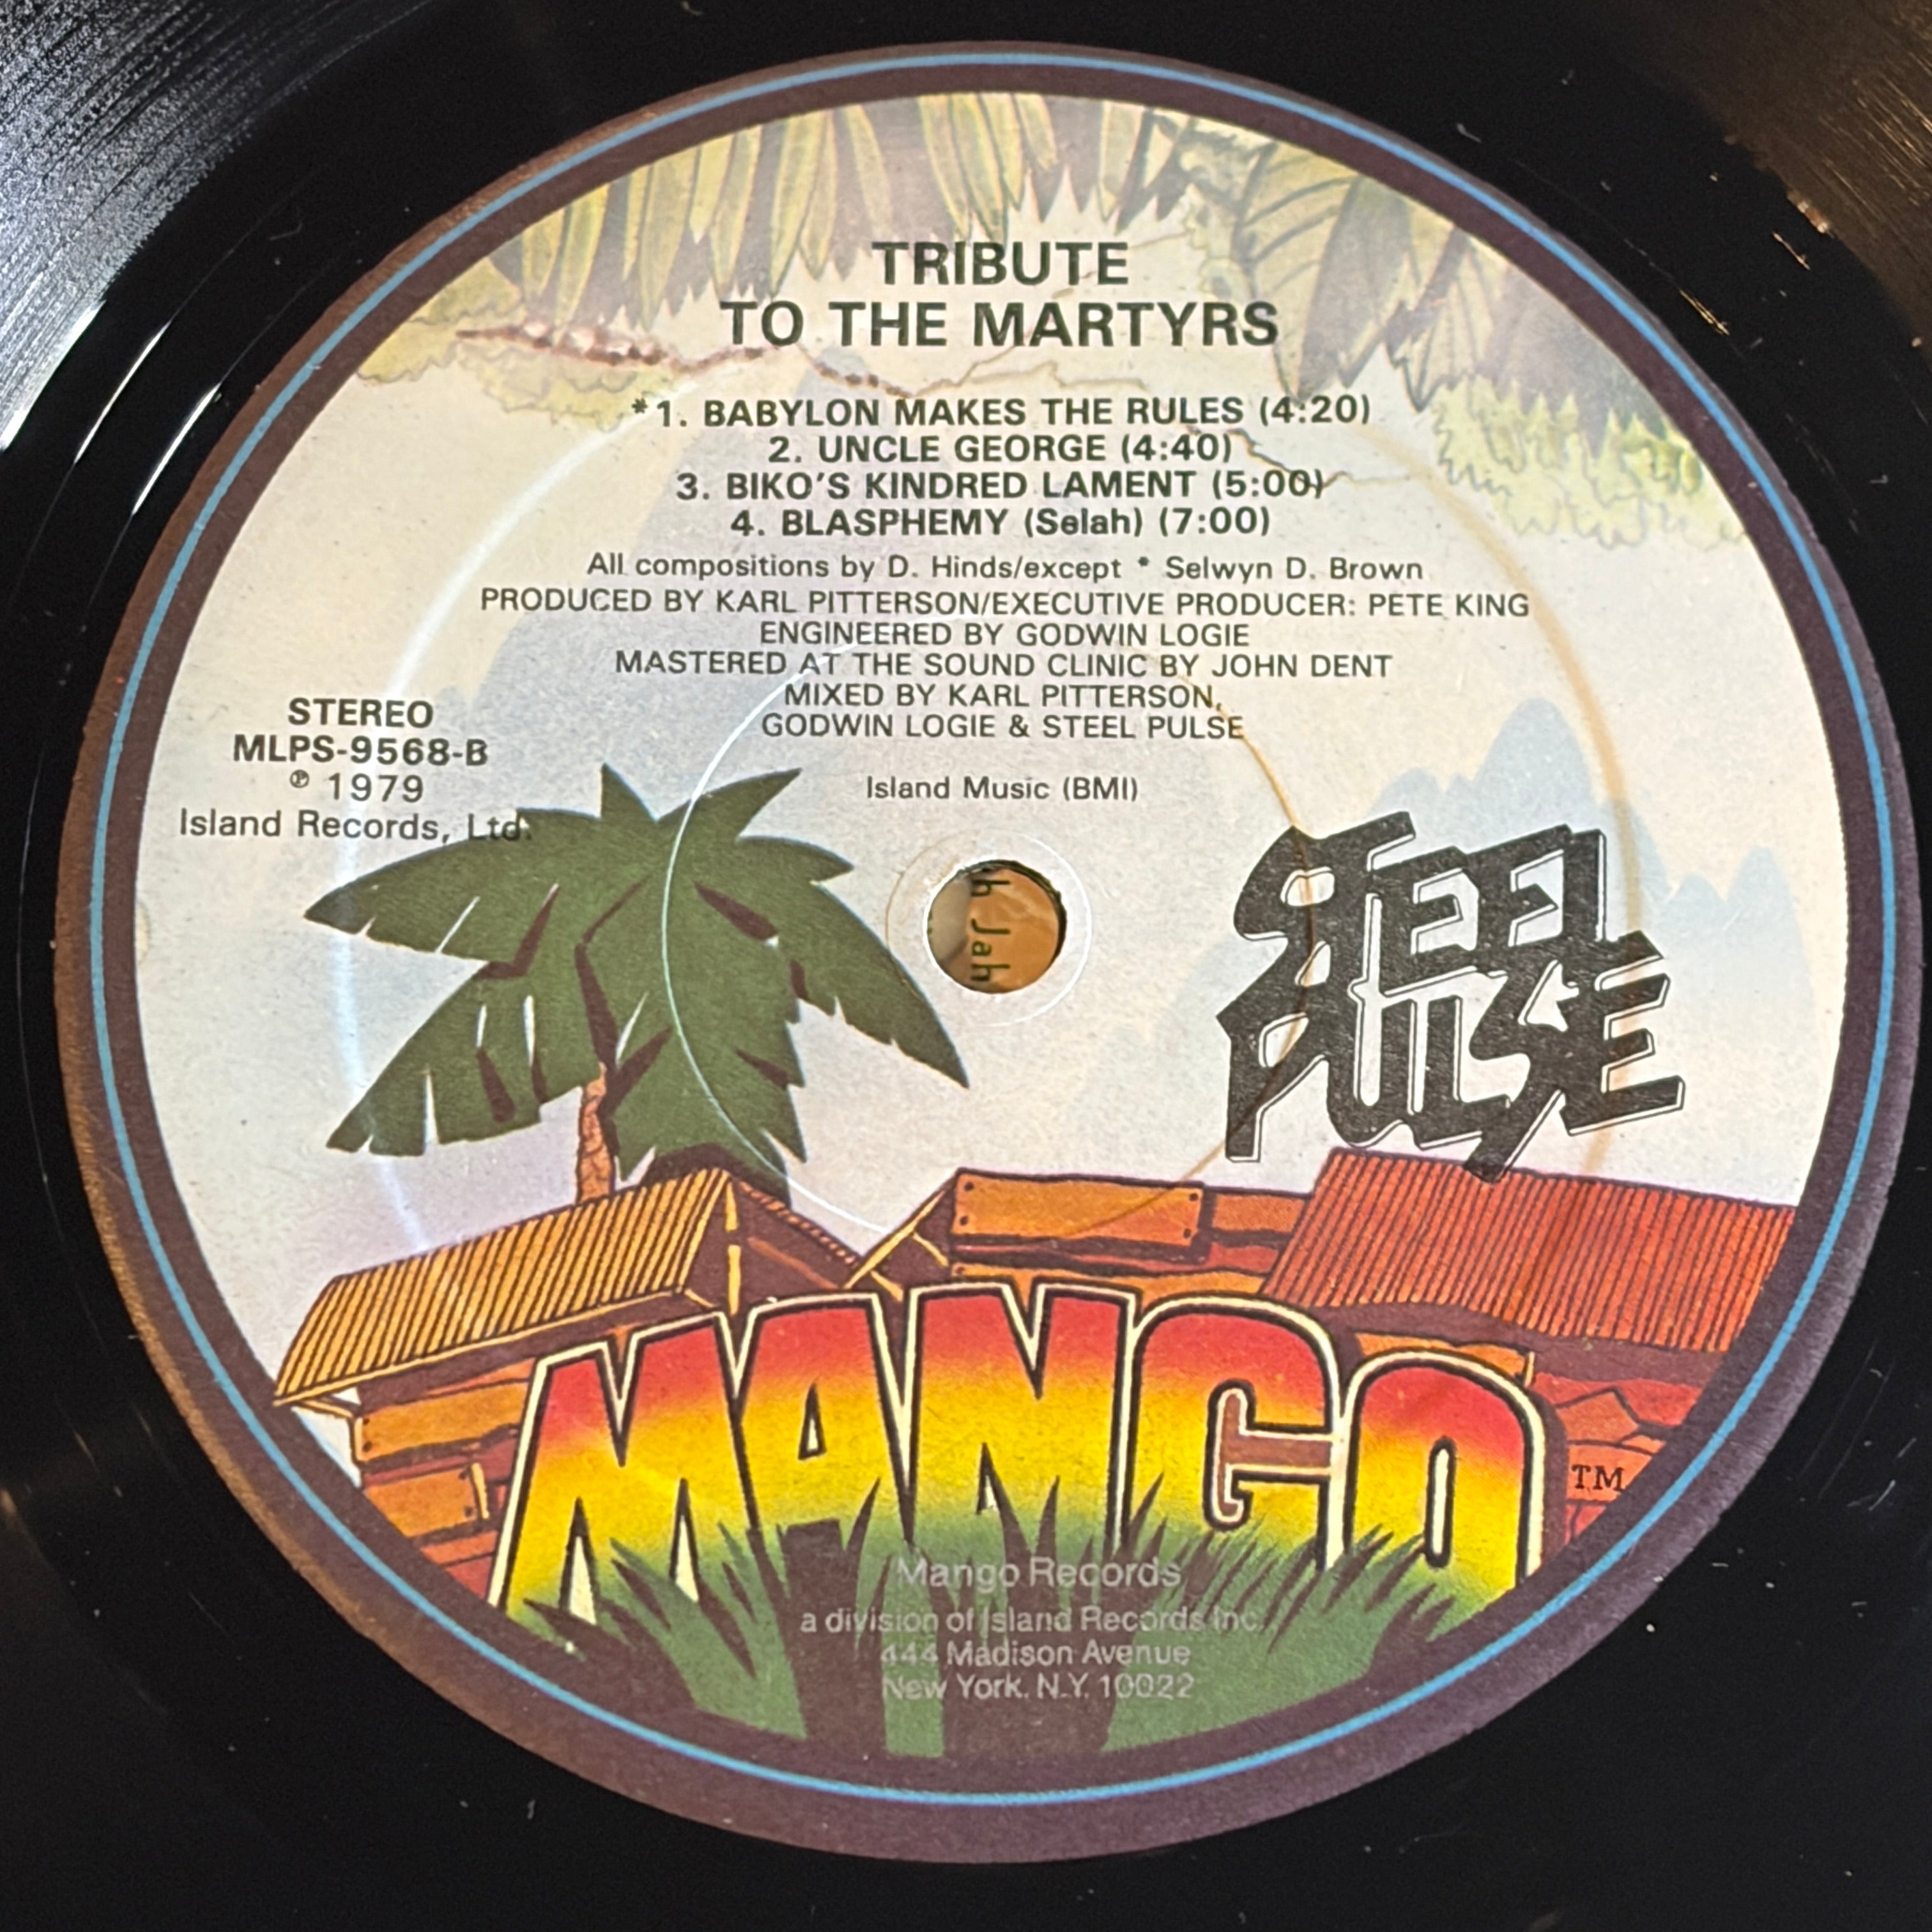 TRIBUTE
TO THE MARTYRS
*1. BABYLON MAKES THE RULES (4:20)
2. UNCLE GEORGE (4:40)
3. BIKO'S KINDRED LAMENT (5:00)
4. BLASPHEMY (Selah) (7:00)
All compositions by D. Hinds/except * Selwyn D. Brown
PRODUCED BY KARL PITTERSON/EXECUTIVE PRODUCER: PETE KING
ENGINEERED BY GODWIN LOGIE
MASTERED AT THE SOUND CLINIC BY JOHN DENT
MIXED BY KARL PITTERSON,
GODWIN LOGIE & STEEL PULSE
Island Music (BMI)
STEREO
MLPS-9568-B
℗ 1979
Island Records, Ltd.
h Jah
STEEL
PULSE
MANGO TM
Mango Records
a division of Island Records Inc.
444 Madison Avenue
New York, N.Y. 10022